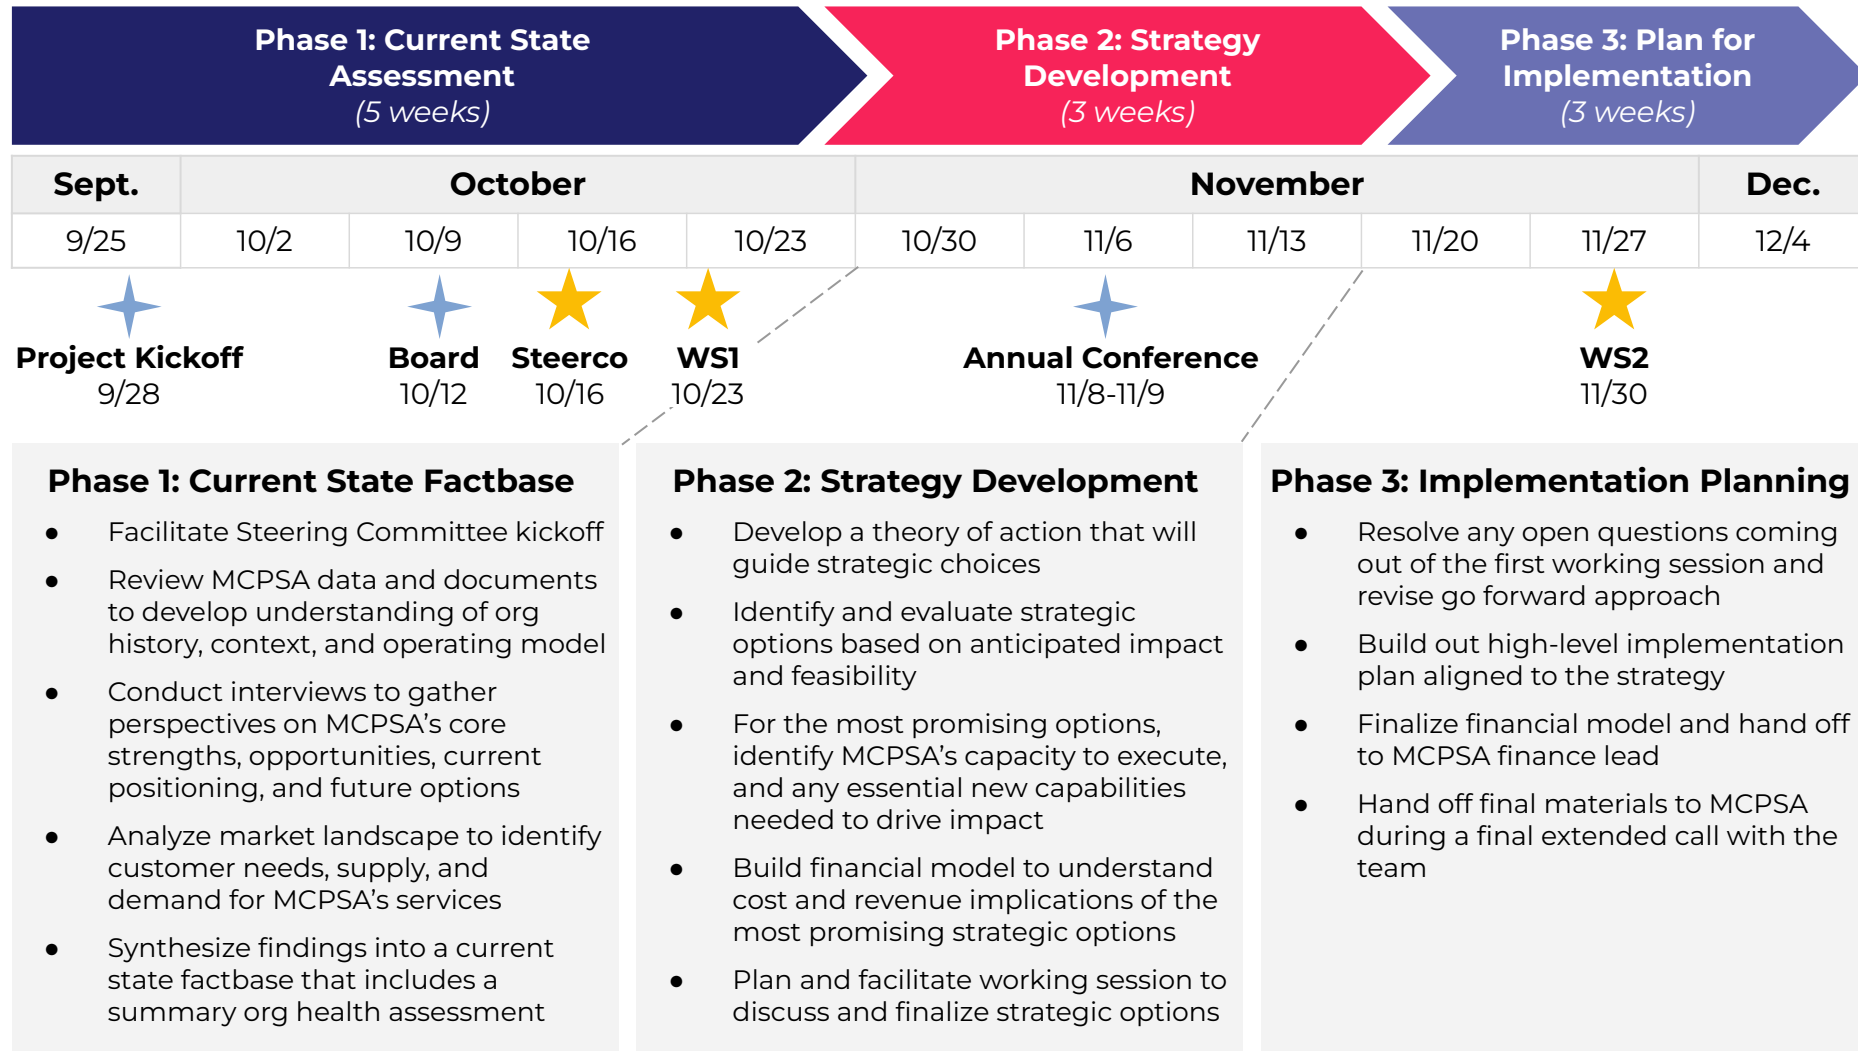 Phase 1: Current State
Assessment
(5 weeks)
Phase 2: Strategy
Development
(3 weeks)
Phase 3: Plan for
Implementation
(3 weeks)
Sept.
October
November
Dec.
9/25
10/2
10/9
10/16
10/23
10/30
11/6
11/13
11/20
11/27
12/4
Project Kickoff
9/28
Board
10/12
Steerco
10/16
WS1
10/23
Annual Conference
11/8-11/9
WS2
11/30
Phase 1: Current State Factbase
● Facilitate Steering Committee kickoff
● Review MCPSA data and documents
to develop understanding of org
history, context, and operating model
● Conduct interviews to gather
perspectives on MCPSA’s core
strengths, opportunities, current
positioning, and future options
● Analyze market landscape to identify
customer needs, supply, and
demand for MCPSA’s services
● Synthesize findings into a current
state factbase that includes a
summary org health assessment
Phase 2: Strategy Development
● Develop a theory of action that will
guide strategic choices
● Identify and evaluate strategic
options based on anticipated impact
and feasibility
● For the most promising options,
identify MCPSA’s capacity to execute,
and any essential new capabilities
needed to drive impact
● Build financial model to understand
cost and revenue implications of the
most promising strategic options
● Plan and facilitate working session to
discuss and finalize strategic options
Phase 3: Implementation Planning
● Resolve any open questions coming
out of the first working session and
revise go forward approach
● Build out high-level implementation
plan aligned to the strategy
● Finalize financial model and hand off
to MCPSA finance lead
● Hand off final materials to MCPSA
during a final extended call with the
team